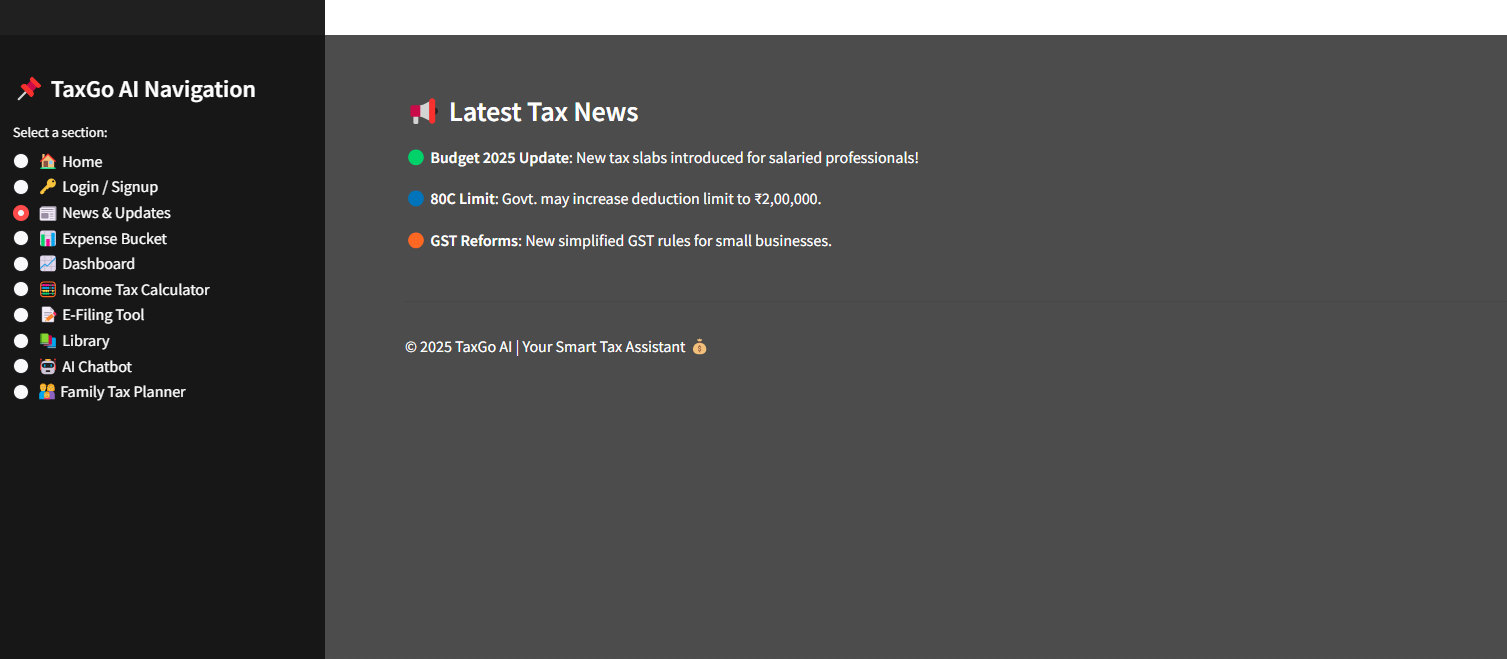 📌 TaxGo AI Navigation
Select a section:
🏠 Home
🔑 Login / Signup
📰 News & Updates
📊 Expense Bucket
📈 Dashboard
🧮 Income Tax Calculator
📝 E-Filing Tool
📚 Library
🤖 AI Chatbot
👨‍👩‍👧‍👦 Family Tax Planner
📢 Latest Tax News
🟢 Budget 2025 Update: New tax slabs introduced for salaried professionals!
🔵 80C Limit: Govt. may increase deduction limit to ₹2,00,000.
🟠 GST Reforms: New simplified GST rules for small businesses.
© 2025 TaxGo AI | Your Smart Tax Assistant 💰